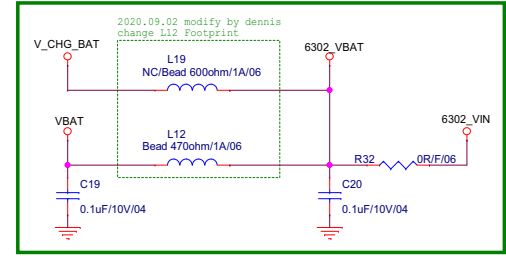 2020.09.02 modify by dennis
change L12 Footprint
V_CHG_BAT
6302_VBAT
L19
NC/Bead 600ohm/1A/06
6302_VIN
VBAT
L12
Bead 470ohm/1A/06
R32
0R/F/06
C19
0.1uF/10V/04
C20
0.1uF/10V/04